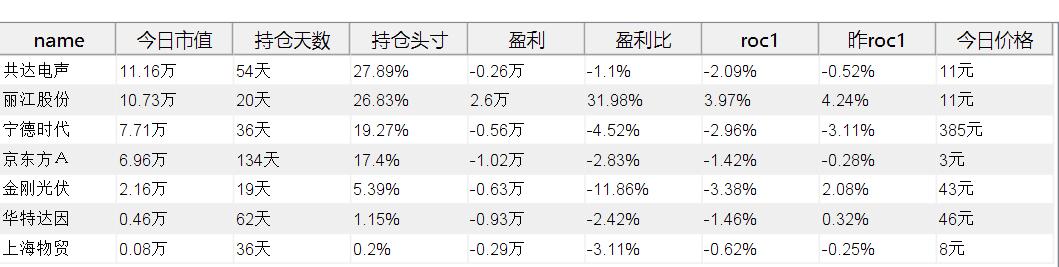 name 今日市值 持仓天数 持仓头寸 盈利 盈利比 roc1 昨roc1 今日价格
共达电声 11.16万 54天 27.89% -0.26万 -1.1% -2.09% -0.52% 11元
丽江股份 10.73万 20天 26.83% 2.6万 31.98% 3.97% 4.24% 11元
宁德时代 7.71万 36天 19.27% -0.56万 -4.52% -2.96% -3.11% 385元
京东方Ａ 6.96万 134天 17.4% -1.02万 -2.83% -1.42% -0.28% 3元
金刚光伏 2.16万 19天 5.39% -0.63万 -11.86% -3.38% 2.08% 43元
华特达因 0.46万 62天 1.15% -0.93万 -2.42% -1.46% 0.32% 46元
上海物贸 0.08万 36天 0.2% -0.29万 -3.11% -0.62% -0.25% 8元